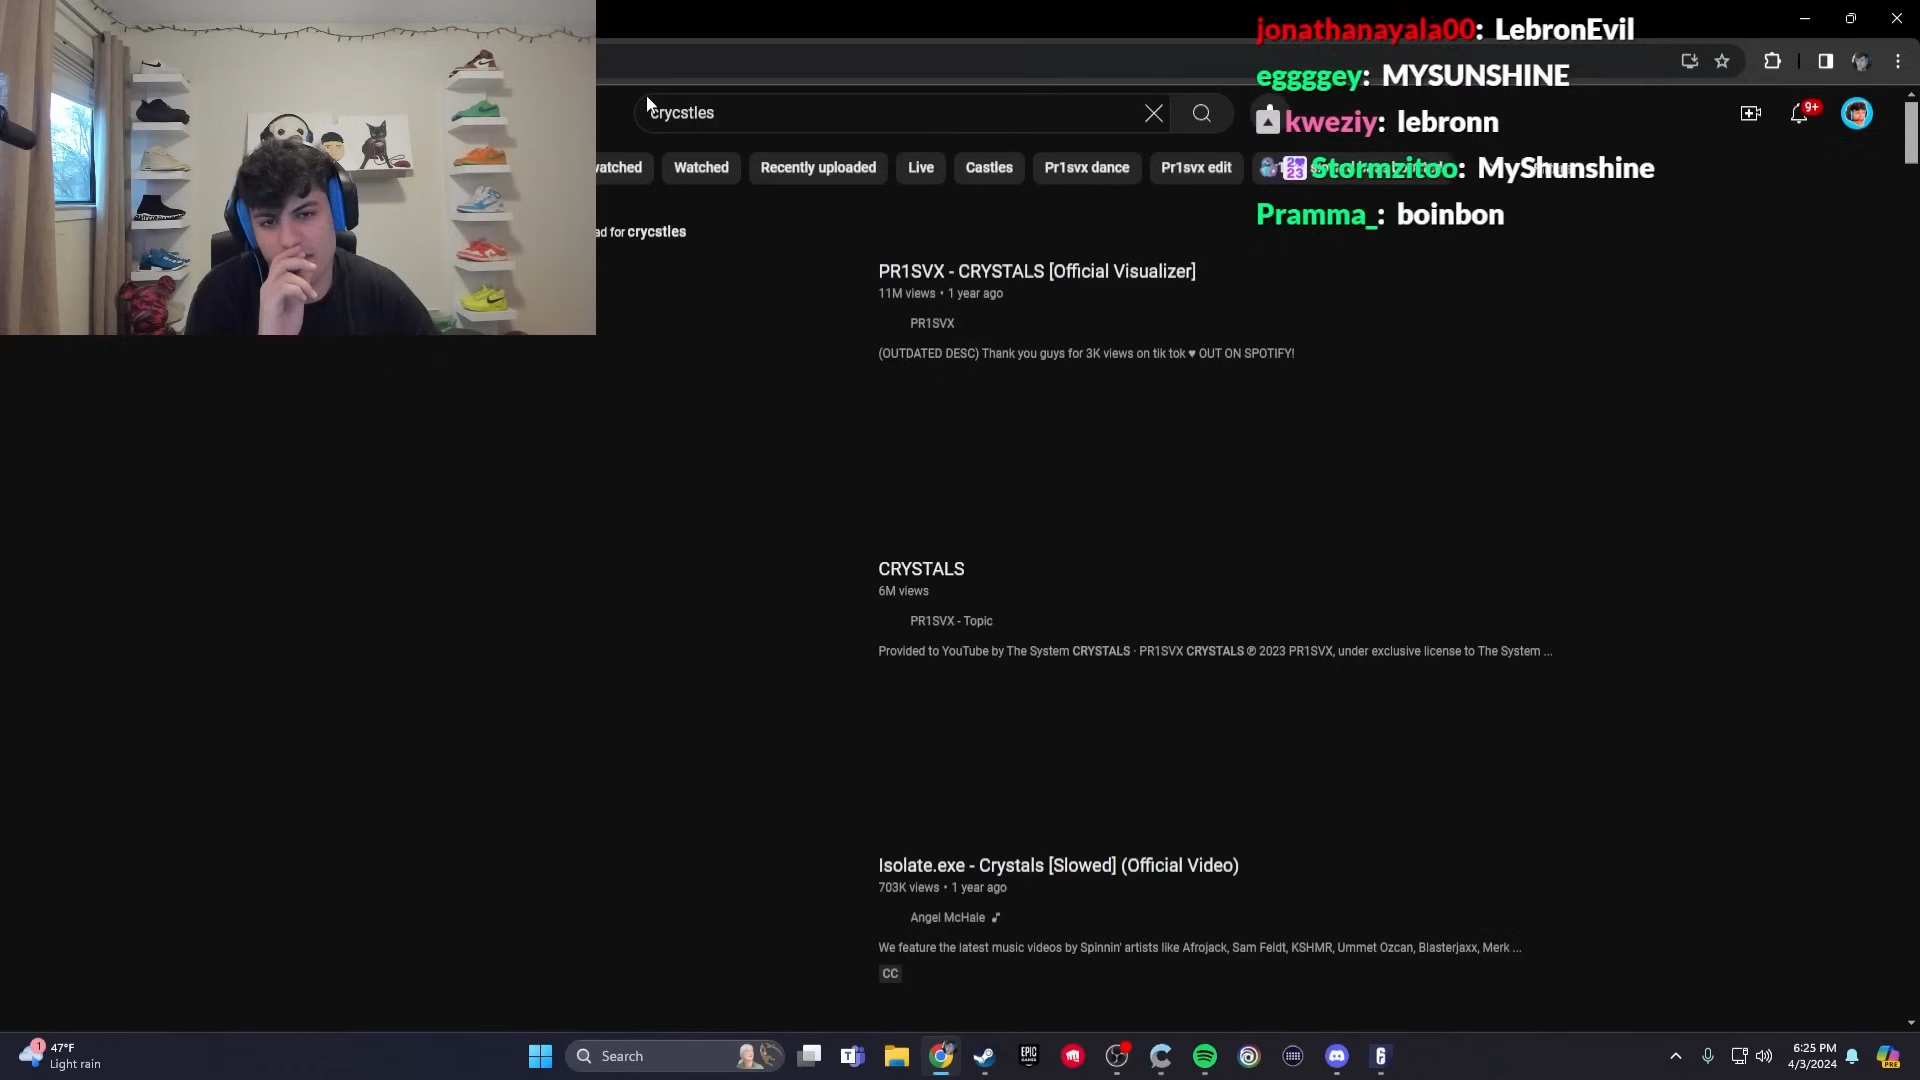 jonathanayala00: LebronEvil
eggggey: MYSUNSHINE
kweziy: lebronn
Stormzitoo: MyShunshine
Pramma_: boinbon
crycstles
9+
watched
Watched
Recently uploaded
Live
Castles
Pr1svx dance
Pr1svx edit
ad for crycstles
PR1SVX - CRYSTALS [Official Visualizer]
11M views • 1 year ago
PR1SVX
(OUTDATED DESC) Thank you guys for 3K views on tik tok ♥ OUT ON SPOTIFY!
CRYSTALS
6M views
PR1SVX - Topic
Provided to YouTube by The System CRYSTALS · PR1SVX CRYSTALS ℗ 2023 PR1SVX, under exclusive license to The System ...
Isolate.exe - Crystals [Slowed] (Official Video)
703K views • 1 year ago
Angel McHale
We feature the latest music videos by Spinnin' artists like Afrojack, Sam Feldt, KSHMR, Ummet Ozcan, Blasterjaxx, Merk ...
CC
1
47°F
Light rain
Search
EPIC GAMES
6:25 PM
4/3/2024
PRE